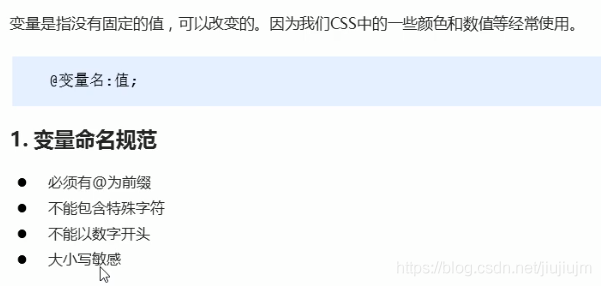 变量是指没有固定的值，可以改变的。因为我们CSS中的一些颜色和数值等经常使用。
@变量名:值;
1. 变量命名规范
必须有@为前缀
不能包含特殊字符
不能以数字开头
大小写敏感
https://blog.csdn.net/jiujiujm